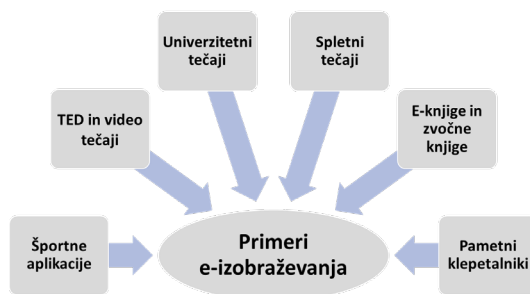 Univerzitetni
tečaji
Spletni
tečaji
TED in video
tečaji
E-knjige in
zvočne
knjige
Športne
aplikacije
Primeri
e-izobraževanja
Pametni
klepetalniki